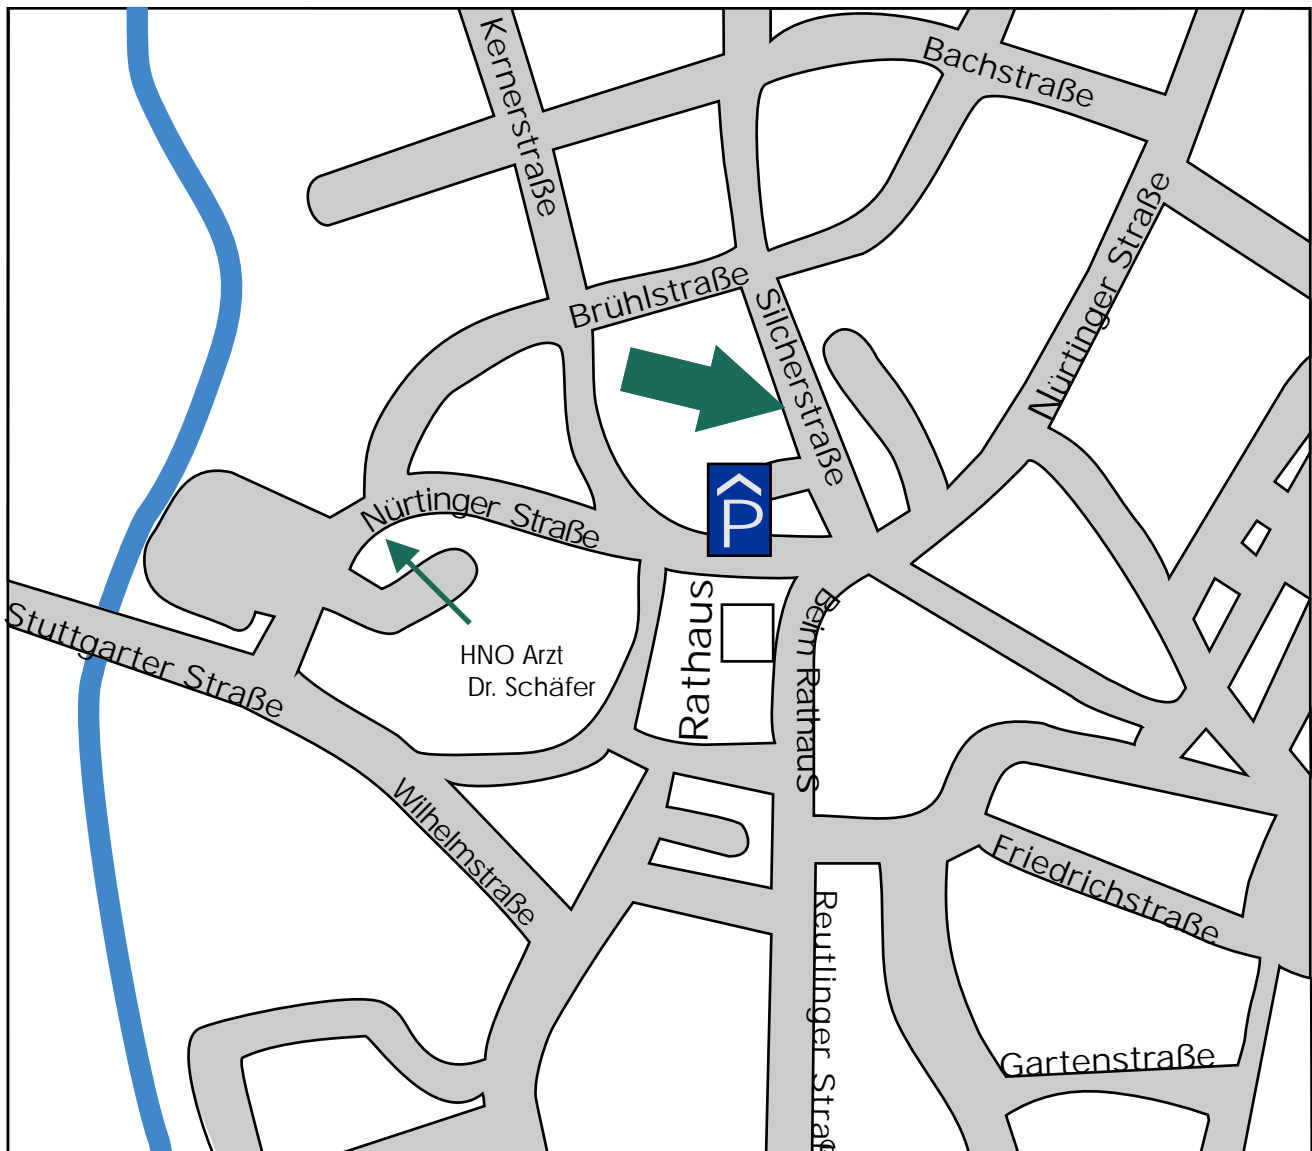 Kernerstraße
Bachstraße
Nürtinger Straße
Brühlstraße
Silcherstraße
P
Nürtinger Straße
Stuttgarter Straße
HNO Arzt
Dr. Schäfer
Rathaus
Beim Rathaus
Wilhelmstraße
Friedrichstraße
Reutlinger Straße
Gartenstraße